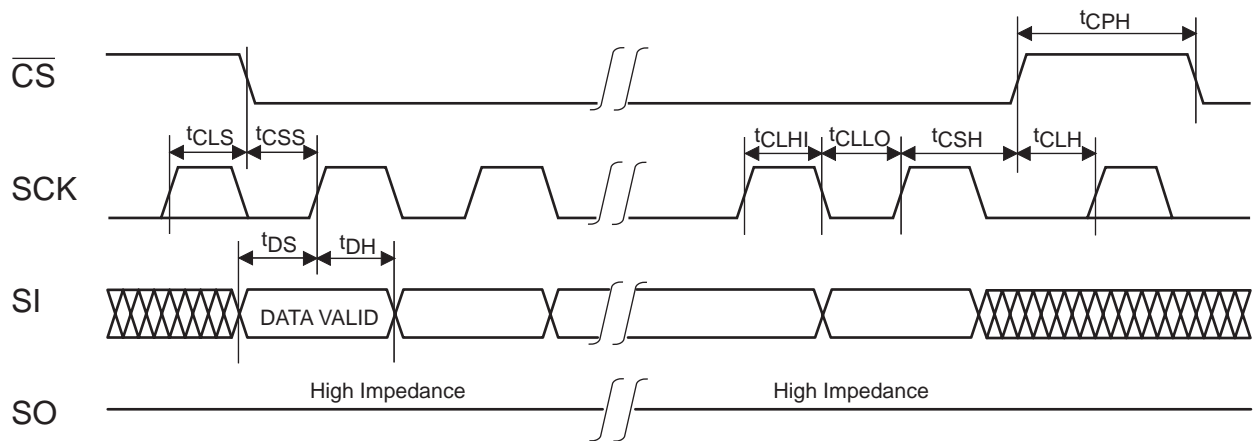 tCPH
CS
tCLS tCSS tCLHI tCLLO tCSH tCLH
SCK
tDS tDH
SI
DATA VALID
High Impedance High Impedance
SO